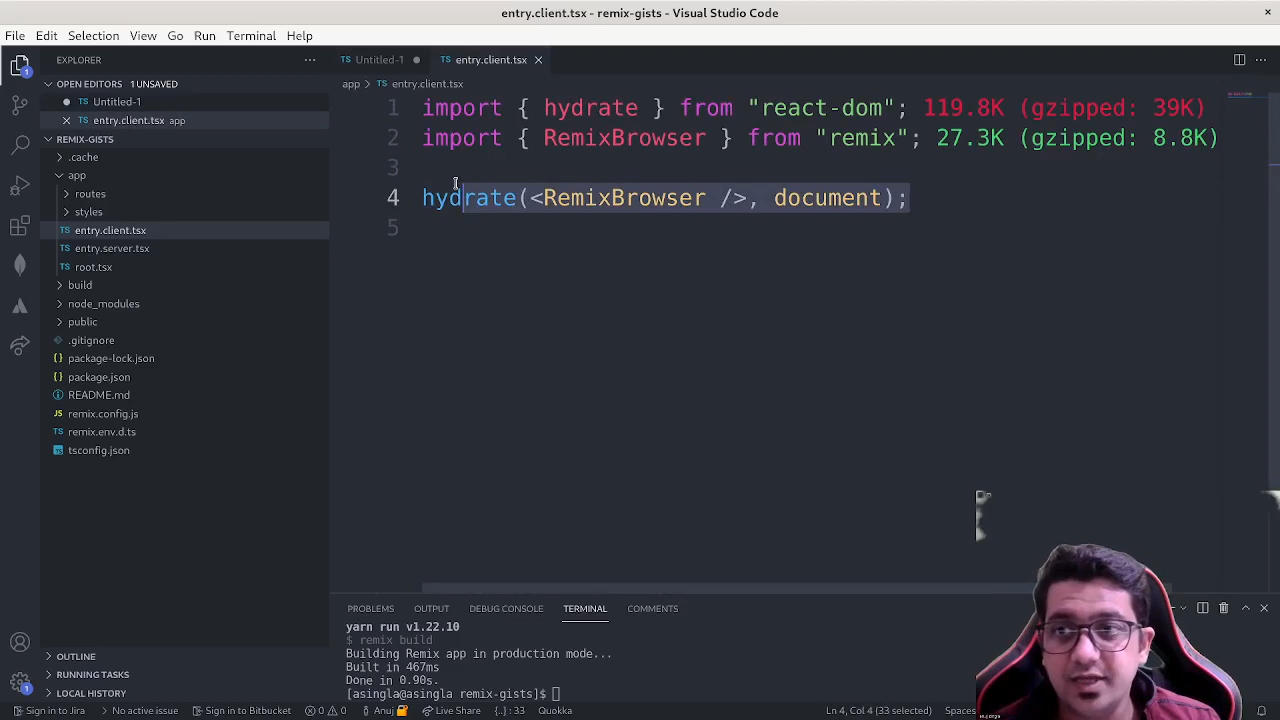 entry.client.tsx - remix-gists - Visual Studio Code
File Edit Selection View Go Run Terminal Help
EXPLORER
OPEN EDITORS 1 UNSAVED
TS Untitled-1
TS entry.client.tsx app
REMIX-GISTS
.cache
app
routes
styles
TS entry.client.tsx
TS entry.server.tsx
TS root.tsx
build
node_modules
public
.gitignore
{} package-lock.json
{} package.json
README.md
JS remix.config.js
TS remix.env.d.ts
tsconfig.json
OUTLINE
RUNNING TASKS
LOCAL HISTORY
TS Untitled-1
TS entry.client.tsx
app > TS entry.client.tsx
1 import { hydrate } from "react-dom"; 119.8K (gzipped: 39K)
2 import { RemixBrowser } from "remix"; 27.3K (gzipped: 8.8K)
3
4 hydrate(<RemixBrowser />, document);
5
PROBLEMS OUTPUT DEBUG CONSOLE TERMINAL COMMENTS
yarn run v1.22.10
$ remix build
Building Remix app in production mode...
Built in 467ms
Done in 0.90s.
[asingla@asingla remix-gists]$
Sign in to Jira No active issue Sign in to Bitbucket 0 0 Anuj Live Share {..} : 33 Quokka Ln 4, Col 4 (33 selected) Spaces